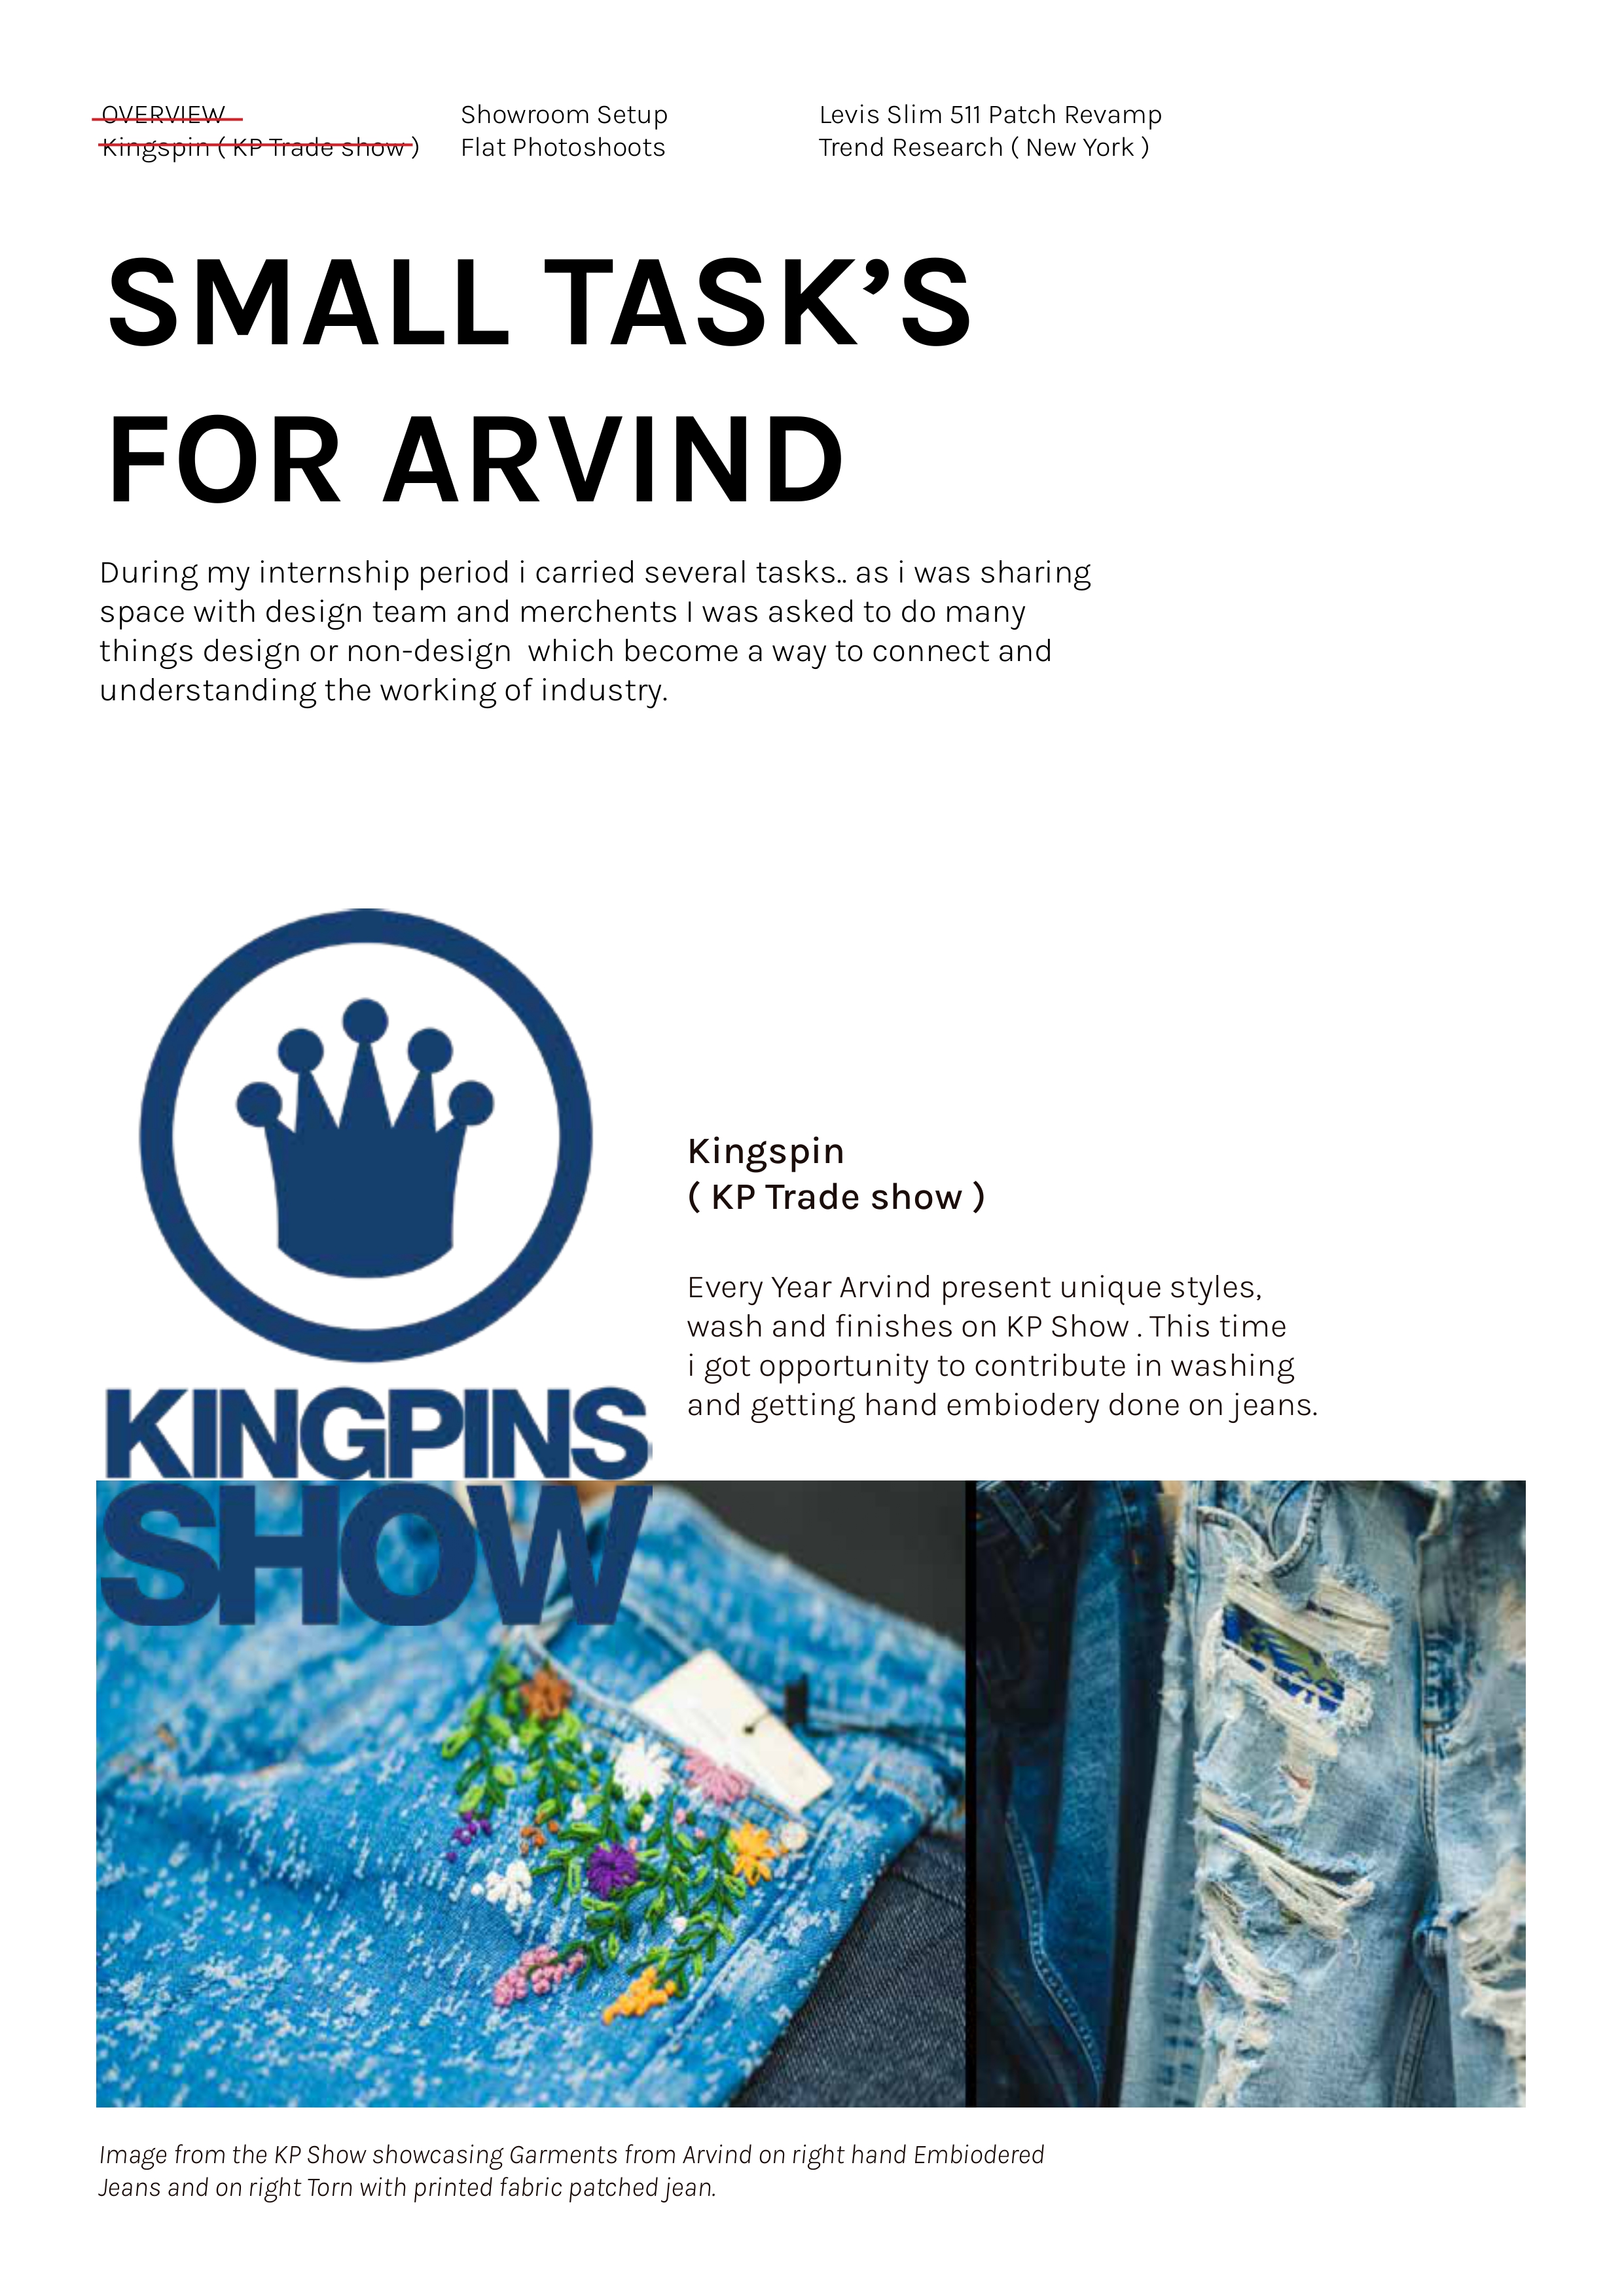 OVERVIEW
Kingspin ( KP Trade show )
Showroom Setup
Flat Photoshoots
Levis Slim 511 Patch Revamp
Trend Research ( New York )
SMALL TASK’S
FOR ARVIND
During my internship period i carried several tasks.. as i was sharing
space with design team and merchents I was asked to do many
things design or non-design  which become a way to connect and
understanding the working of industry.
Kingspin
( KP Trade show )
Every Year Arvind present unique styles,
wash and finishes on KP Show . This time
i got opportunity to contribute in washing
and getting hand embiodery done on jeans.
KINGPINS
SHOW
Image from the KP Show showcasing Garments from Arvind on right hand Embiodered
Jeans and on right Torn with printed fabric patched jean.